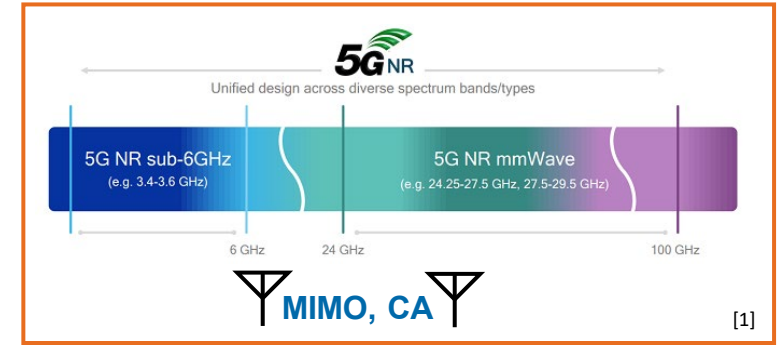 5G NR
Unified design across diverse spectrum bands/types
5G NR sub-6GHz
(e.g. 3.4-3.6 GHz)
5G NR mmWave
(e.g. 24.25-27.5 GHz, 27.5-29.5 GHz)
6 GHz
24 GHz
100 GHz
MIMO, CA
[1]